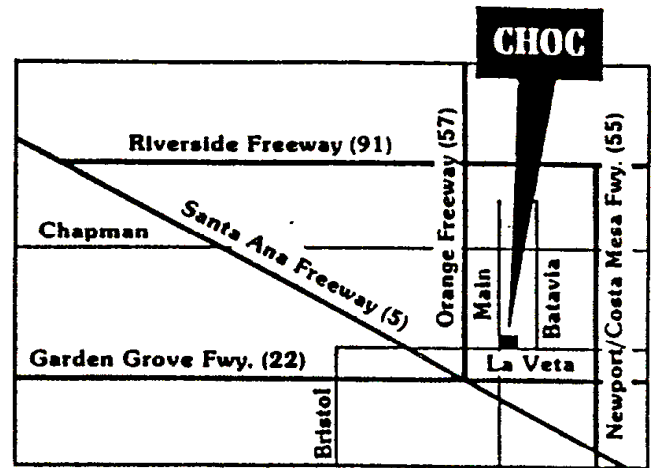 CHOC
Riverside Freeway (91)
Orange Freeway (57)
Newport/Costa Mesa Fwy. (55)
Chapman
Santa Ana Freeway (5)
Main
Batavia
Garden Grove Fwy. (22)
La Veta
Bristol